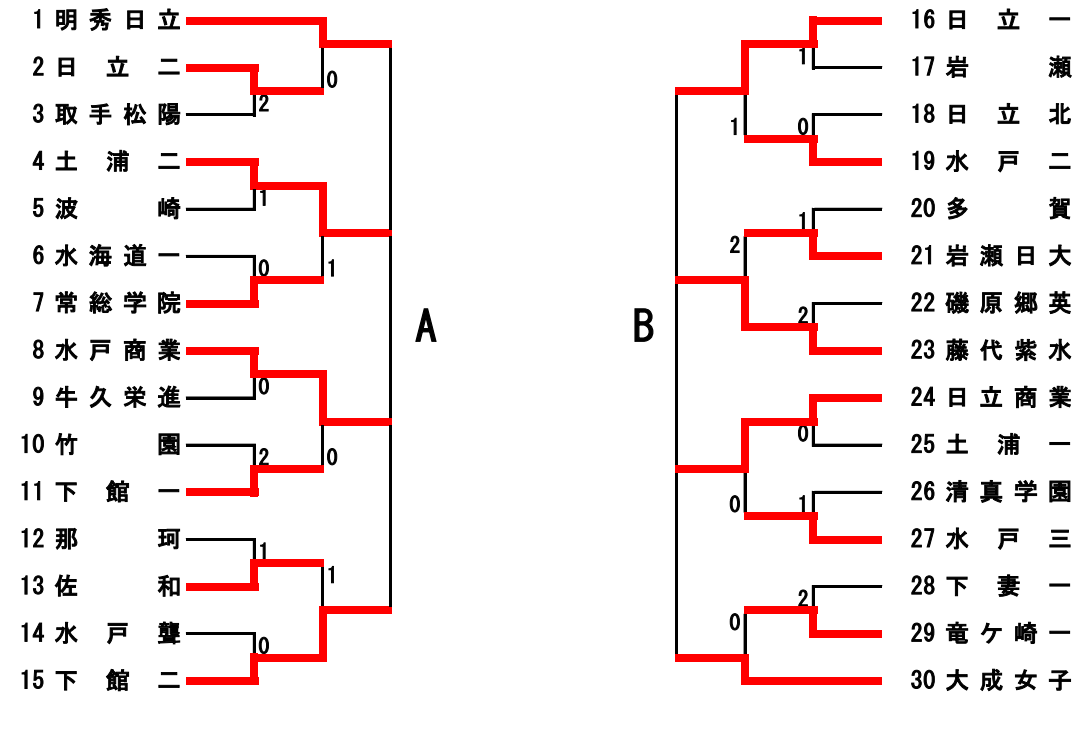 1 明秀日立
2 日立二
3 取手松陽
4 土浦二
5 波崎
6 水海道一
7 常総学院
8 水戸商業
9 牛久栄進
10 竹園
11 下館一
12 那珂
13 佐和
14 水戸聾
15 下館二
0
2
1
0
1
0
2
0
1
1
0
A
B
16 日立一
17 岩瀬
18 日立北
19 水戸二
20 多賀
21 岩瀬日大
22 磯原郷英
23 藤代紫水
24 日立商業
25 土浦一
26 清真学園
27 水戸三
28 下妻一
29 竜ケ崎一
30 大成女子
1
1
0
1
2
2
0
0
1
2
0